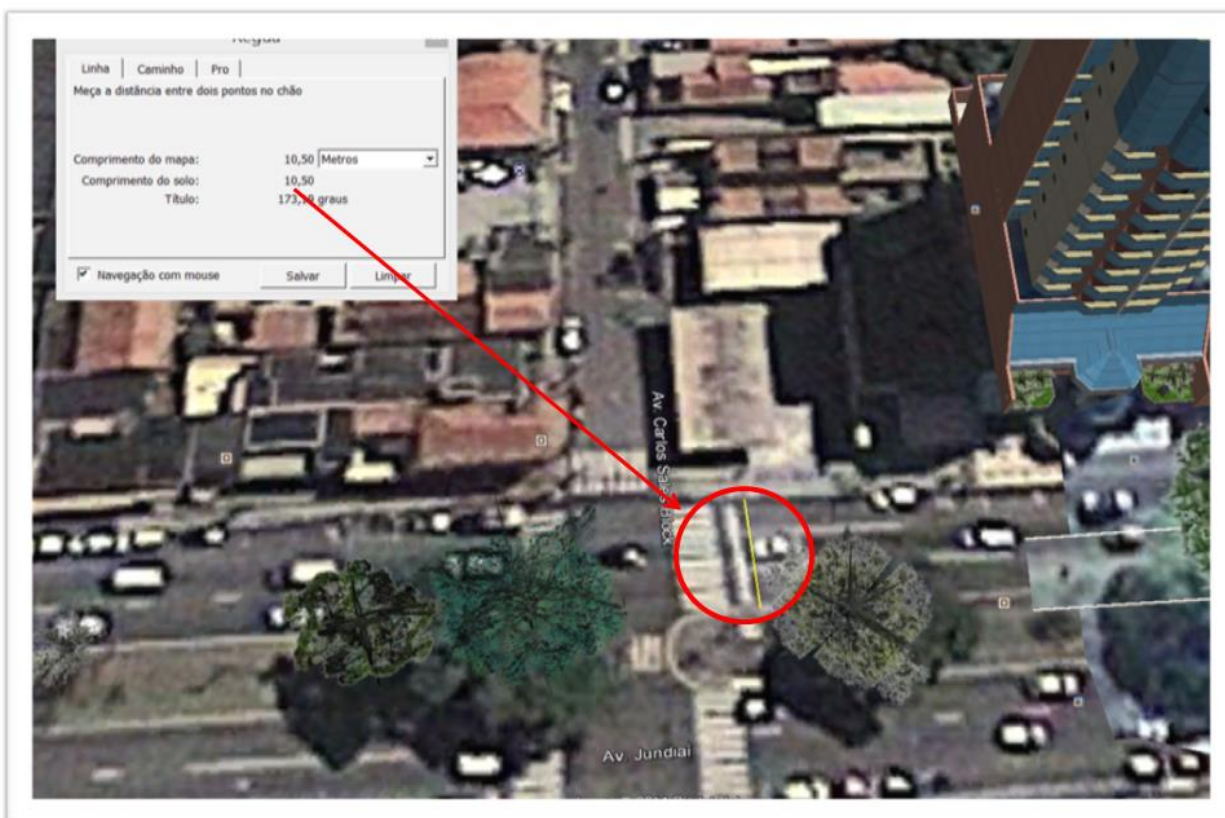 Régua
Linha Caminho Pro
Meça a distância entre dois pontos no chão
Comprimento do mapa: 10,50 Metros
Comprimento do solo: 10,50
Título: graus
Navegação com mouse Salvar Limpar
Av. Carlos Salles
Av. Jundiaí